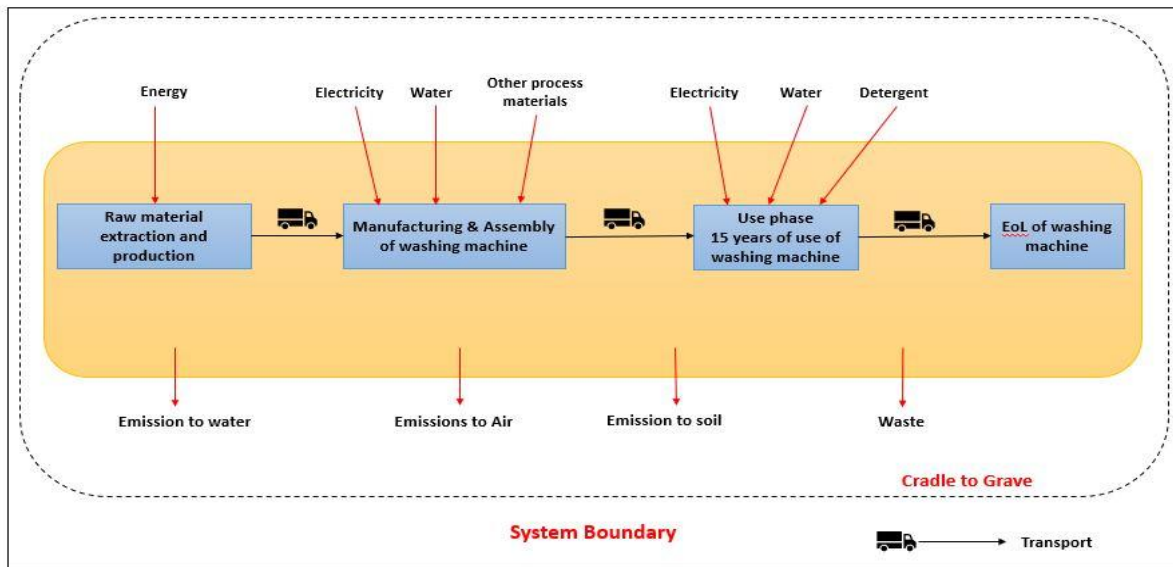 Energy
Electricity
Water
Other process
materials
Electricity
Water
Detergent
Raw material
extraction and
production
Manufacturing & Assembly
of washing machine
Use phase
15 years of use of
washing machine
EoL of washing
machine
Emission to water
Emissions to Air
Emission to soil
Waste
Cradle to Grave
System Boundary
Transport